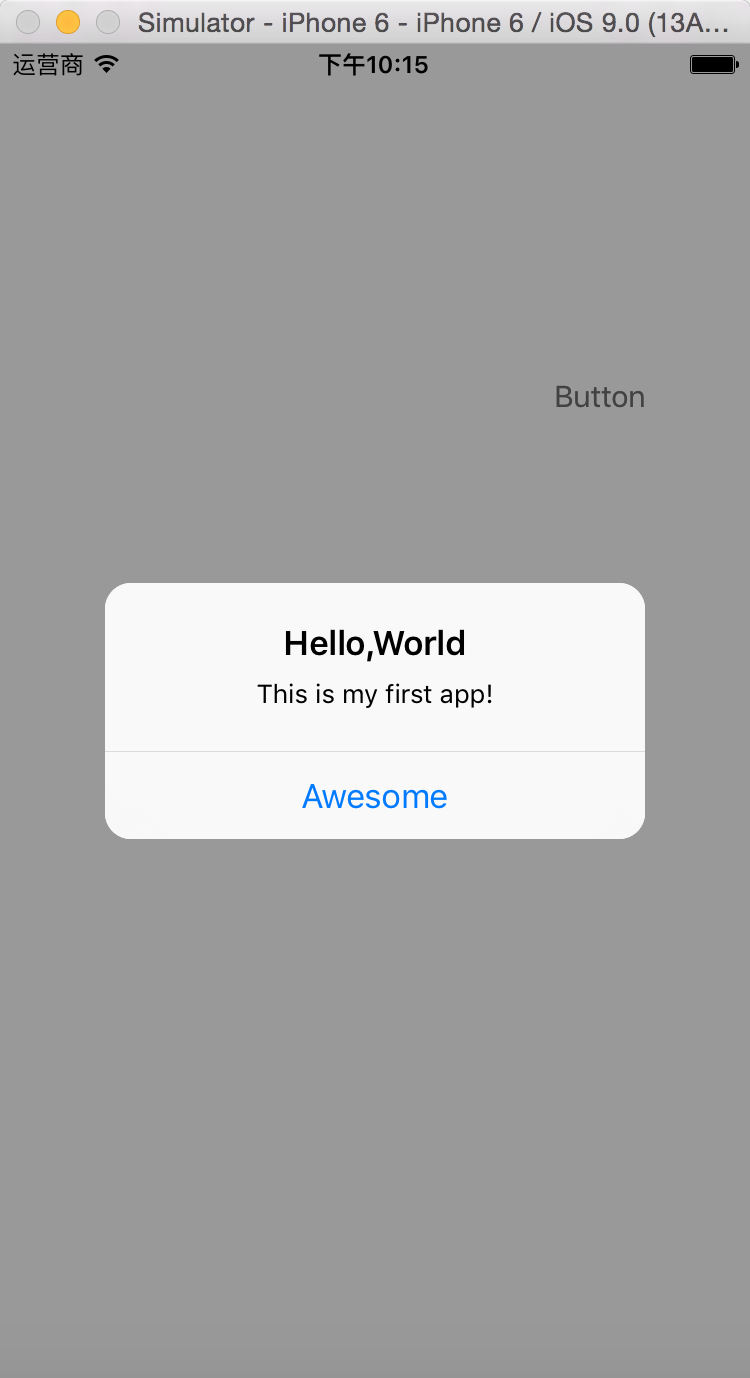 Simulator - iPhone 6 - iPhone 6 / iOS 9.0 (13A...
运营商 下午10:15
Button
Hello,World
This is my first app!
Awesome